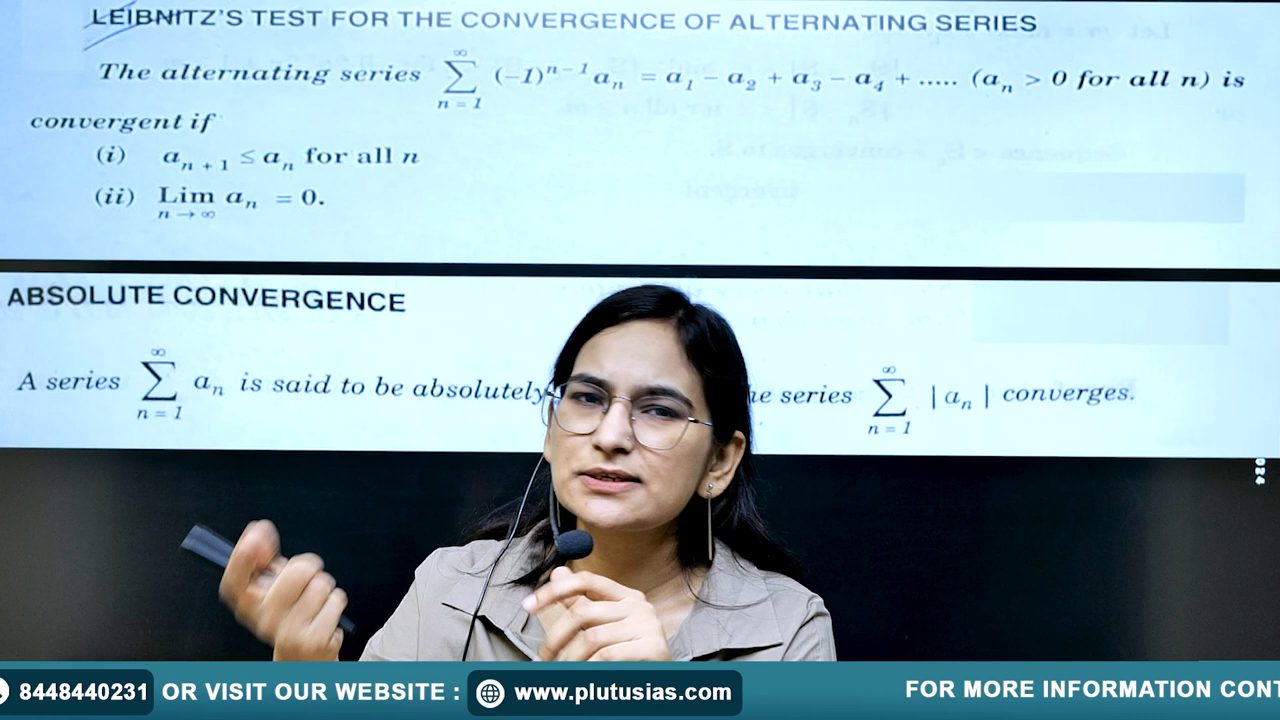 LEIBNITZ'S TEST FOR THE CONVERGENCE OF ALTERNATING SERIES
The alternating series ∑_{n = 1}^{∞} (–1)^{n – 1} a_n = a_1 – a_2 + a_3 – a_4 + ..... (a_n > 0 for all n) is
convergent if
(i) a_{n + 1} ≤ a_n for all n
(ii) Lim_{n → ∞} a_n = 0.
ABSOLUTE CONVERGENCE
A series ∑_{n = 1}^{∞} a_n is said to be absolutely series ∑_{n = 1}^{∞} | a_n | converges.
024
8448440231 OR VISIT OUR WEBSITE : www.plutusias.com FOR MORE INFORMATION